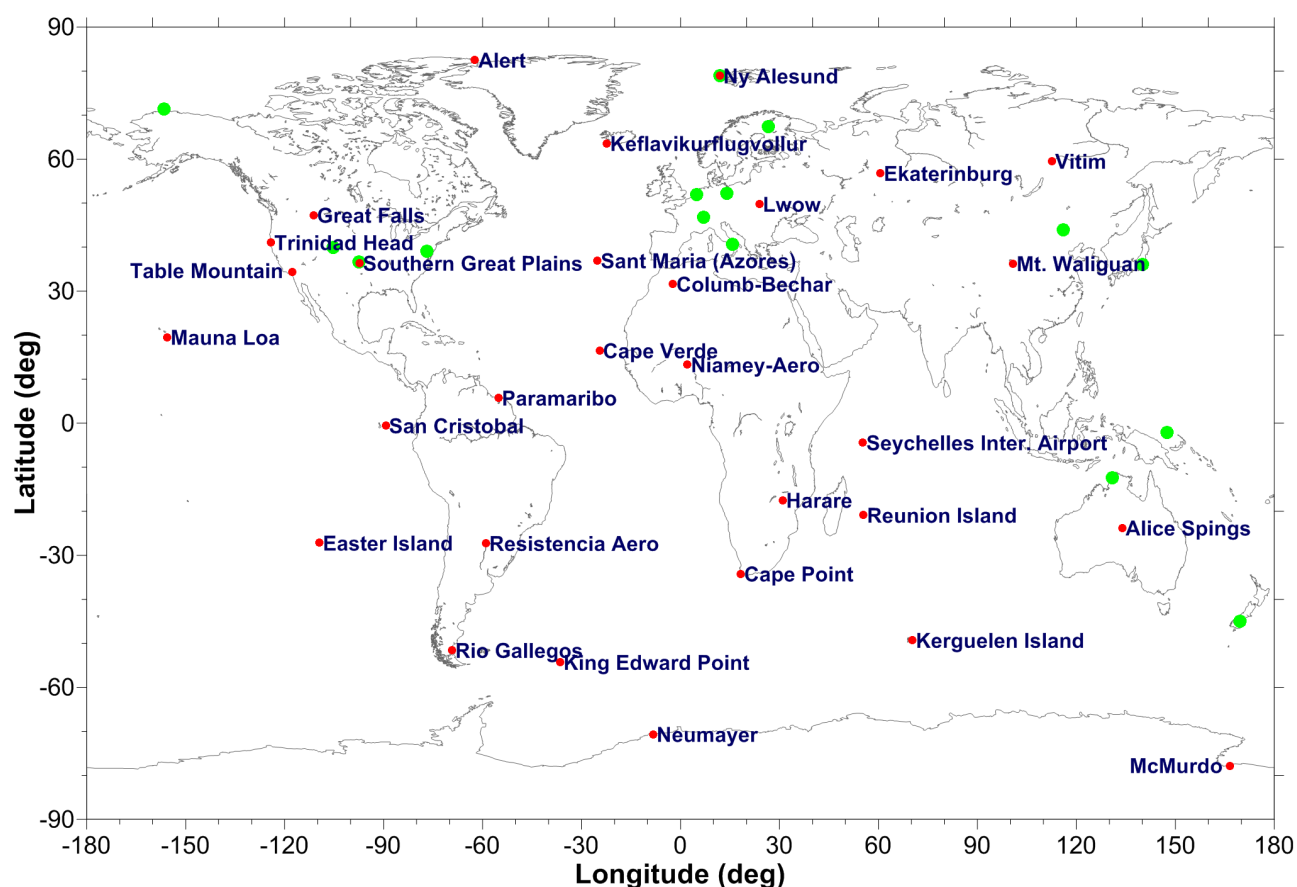 90
Alert
Ny Alesund
60
Keflavikurflugvollur
Vitim
Ekaterinburg
Lwow
Great Falls
Trinidad Head
Sant Maria (Azores)
Southern Great Plains
Mt. Waliguan
Table Mountain
30
Columb-Bechar
Mauna Loa
Cape Verde
Niamey-Aero
Paramaribo
0
San Cristobal
Seychelles Inter. Airport
Harare
Reunion Island
Alice Spings
-30
Easter Island
Resistencia Aero
Cape Point
Kerguelen Island
Rio Gallegos
King Edward Point
-60
Neumayer
McMurdo
-90
-180 -150 -120 -90 -60 -30 0 30 60 90 120 150 180
Longitude (deg)
Latitude (deg)